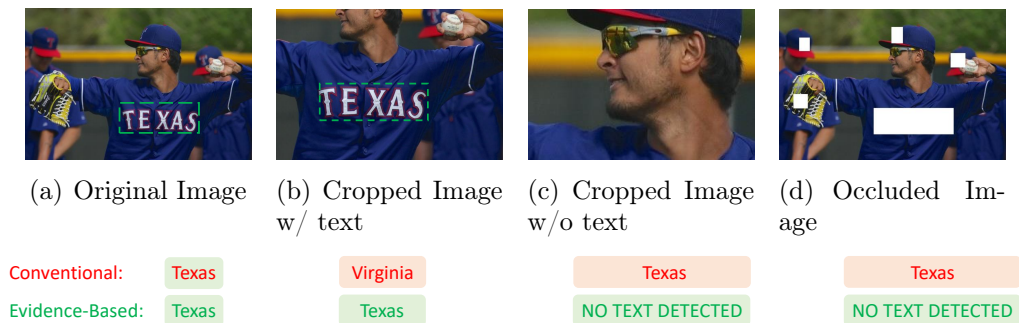 TEXAS
TEXAS
(a) Original Image
(b) Cropped Image
w/ text
(c) Cropped Image
w/o text
(d) Occluded Im-
age
Conventional: Texas Virginia Texas Texas
Evidence-Based: Texas Texas NO TEXT DETECTED NO TEXT DETECTED